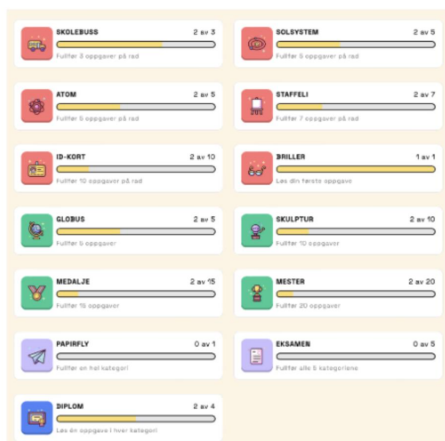 SKOLEBUSS 2 av 3
Fullfør 3 oppgaver på rad
SOLSYSTEM 2 av 5
Fullfør 5 oppgaver på rad
ATOM 2 av 5
Fullfør 5 oppgaver på rad
STAFFELI 2 av 7
Fullfør 7 oppgaver på rad
ID-KORT 2 av 10
Fullfør 10 oppgaver på rad
BRILLER 1 av 1
Løs din første oppgave
GLOBUS 2 av 5
Fullfør 5 oppgaver
SKULPTUR 2 av 10
Fullfør 10 oppgaver
MEDALJE 2 av 15
Fullfør 15 oppgaver
MESTER 2 av 20
Fullfør 20 oppgaver
PAPIRFLY 0 av 1
Fullfør en hel kategori
EKSAMEN 0 av 5
Fullfør alle 5 kategoriene
DIPLOM 2 av 4
Løs én oppgave i hver kategori